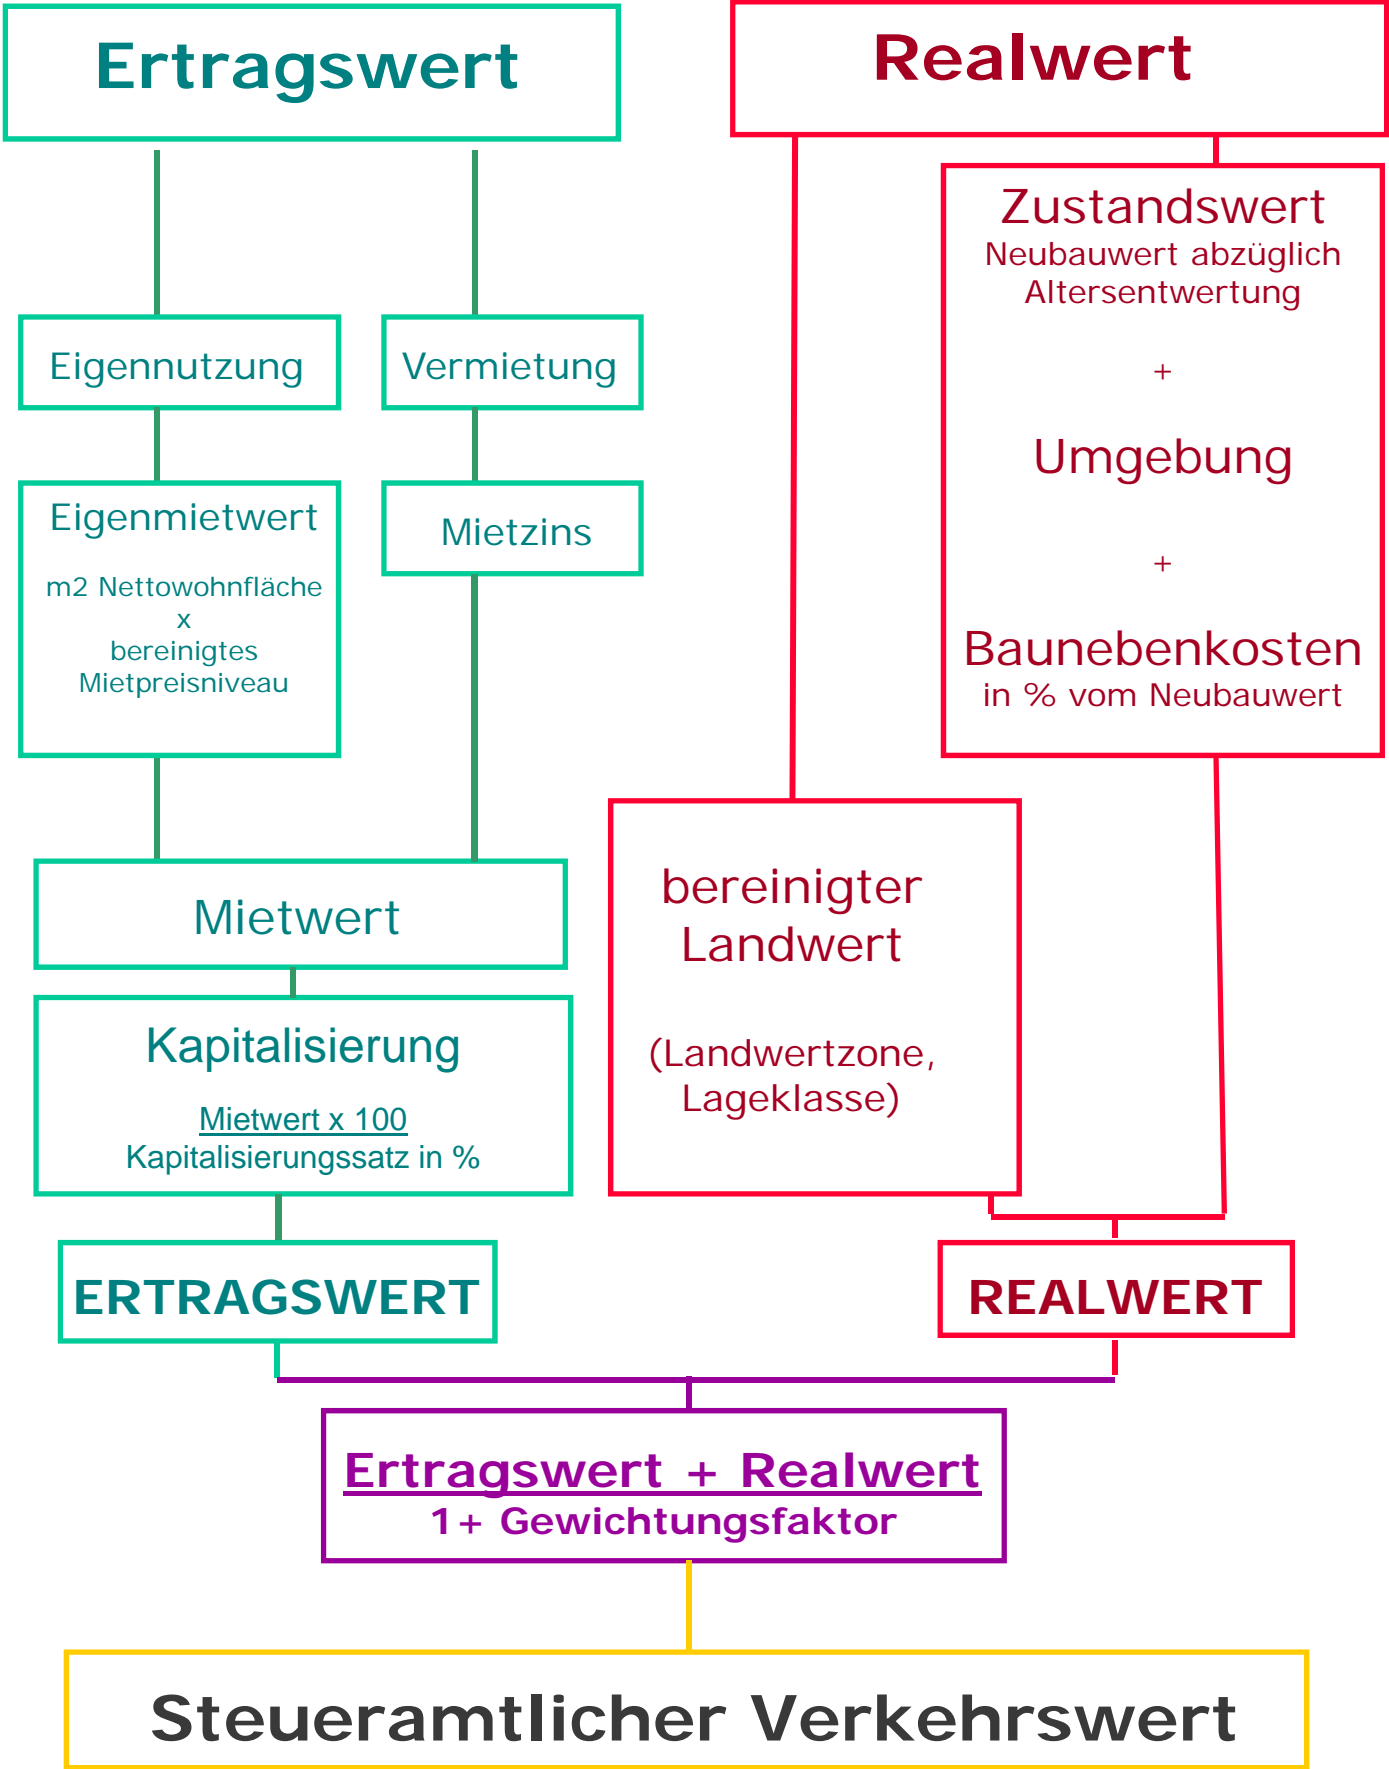 Ertragswert
Realwert
Zustandswert
Neubauwert abzüglich
Altersentwertung
+
Umgebung
+
Baunebenkosten
in % vom Neubauwert
Eigennutzung
Vermietung
Eigenmietwert
m2 Nettowohnfläche
x
bereinigtes
Mietpreisniveau
Mietzins
Mietwert
Kapitalisierung
Mietwert x 100
Kapitalisierungssatz in %
bereinigter
Landwert
(Landwertzone,
Lageklasse)
ERTRAGSWERT
REALWERT
Ertragswert + Realwert
1+ Gewichtungsfaktor
Steueramtlicher Verkehrswert